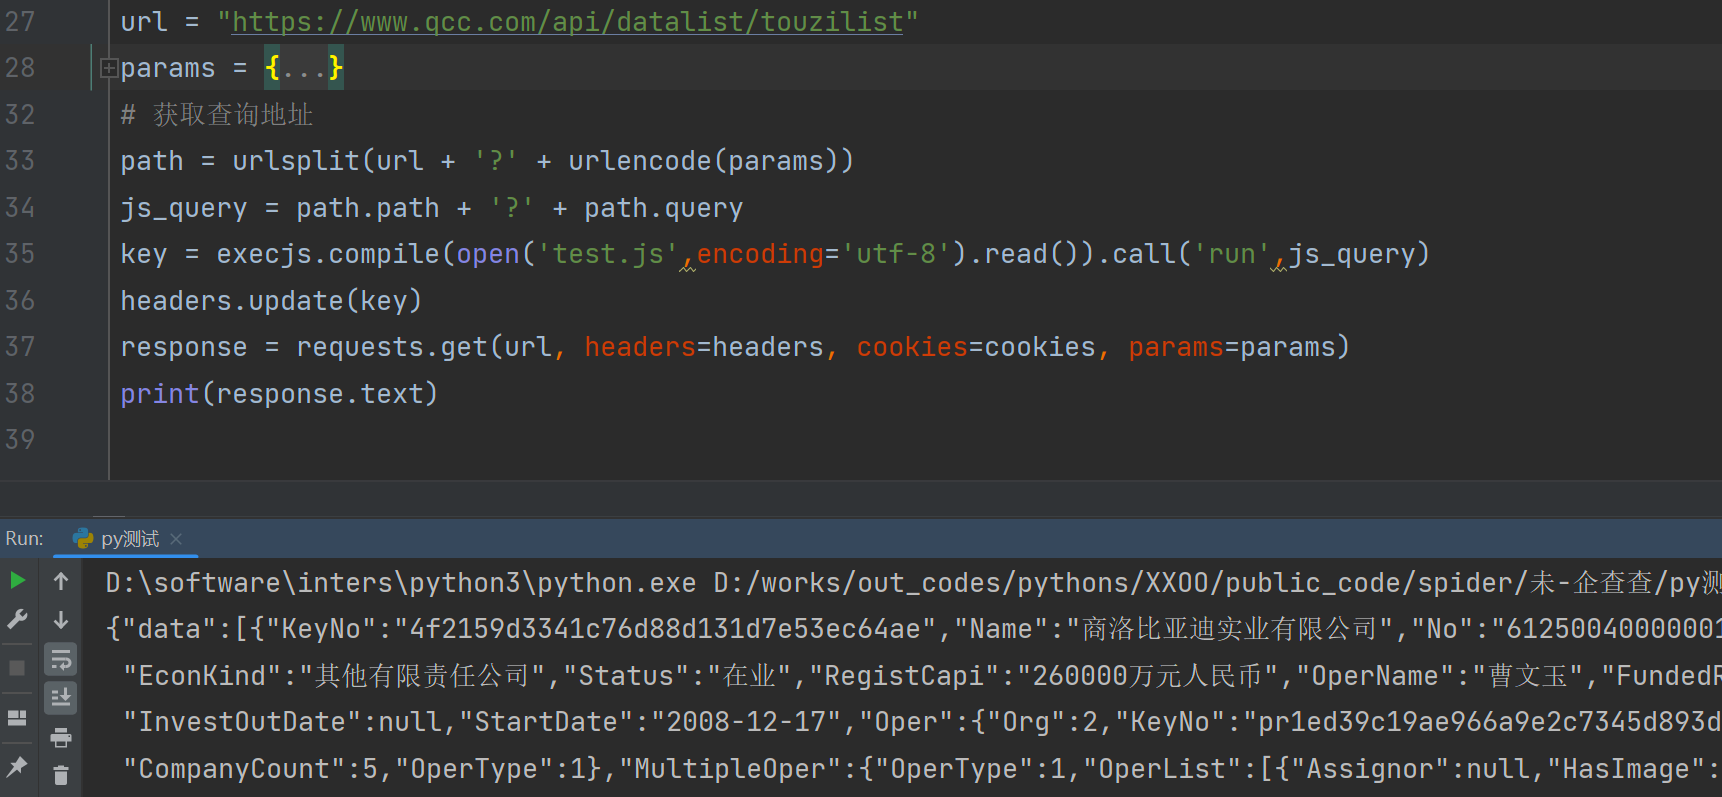 27 url = "https://www.qcc.com/api/datalist/touzilist"
28 params = {...}
32 # 获取查询地址
33 path = urlsplit(url + '?' + urlencode(params))
34 js_query = path.path + '?' + path.query
35 key = execjs.compile(open('test.js',encoding='utf-8').read()).call('run',js_query)
36 headers.update(key)
37 response = requests.get(url, headers=headers, cookies=cookies, params=params)
38 print(response.text)
39
Run: py测试 ×
D:\software\inters\python3\python.exe D:/works/out_codes/pythons/XXOO/public_code/spider/未-企查查/py测
{"data":[{"KeyNo":"4f2159d3341c76d88d131d7e53ec64ae","Name":"商洛比亚迪实业有限公司","No":"61250040000001
"EconKind":"其他有限责任公司","Status":"在业","RegistCapi":"260000万元人民币","OperName":"曹文玉","FundedR
"InvestOutDate":null,"StartDate":"2008-12-17","Oper":{"Org":2,"KeyNo":"pr1ed39c19ae966a9e2c7345d893d
"CompanyCount":5,"OperType":1},"MultipleOper":{"OperType":1,"OperList":[{"Assignor":null,"HasImage":